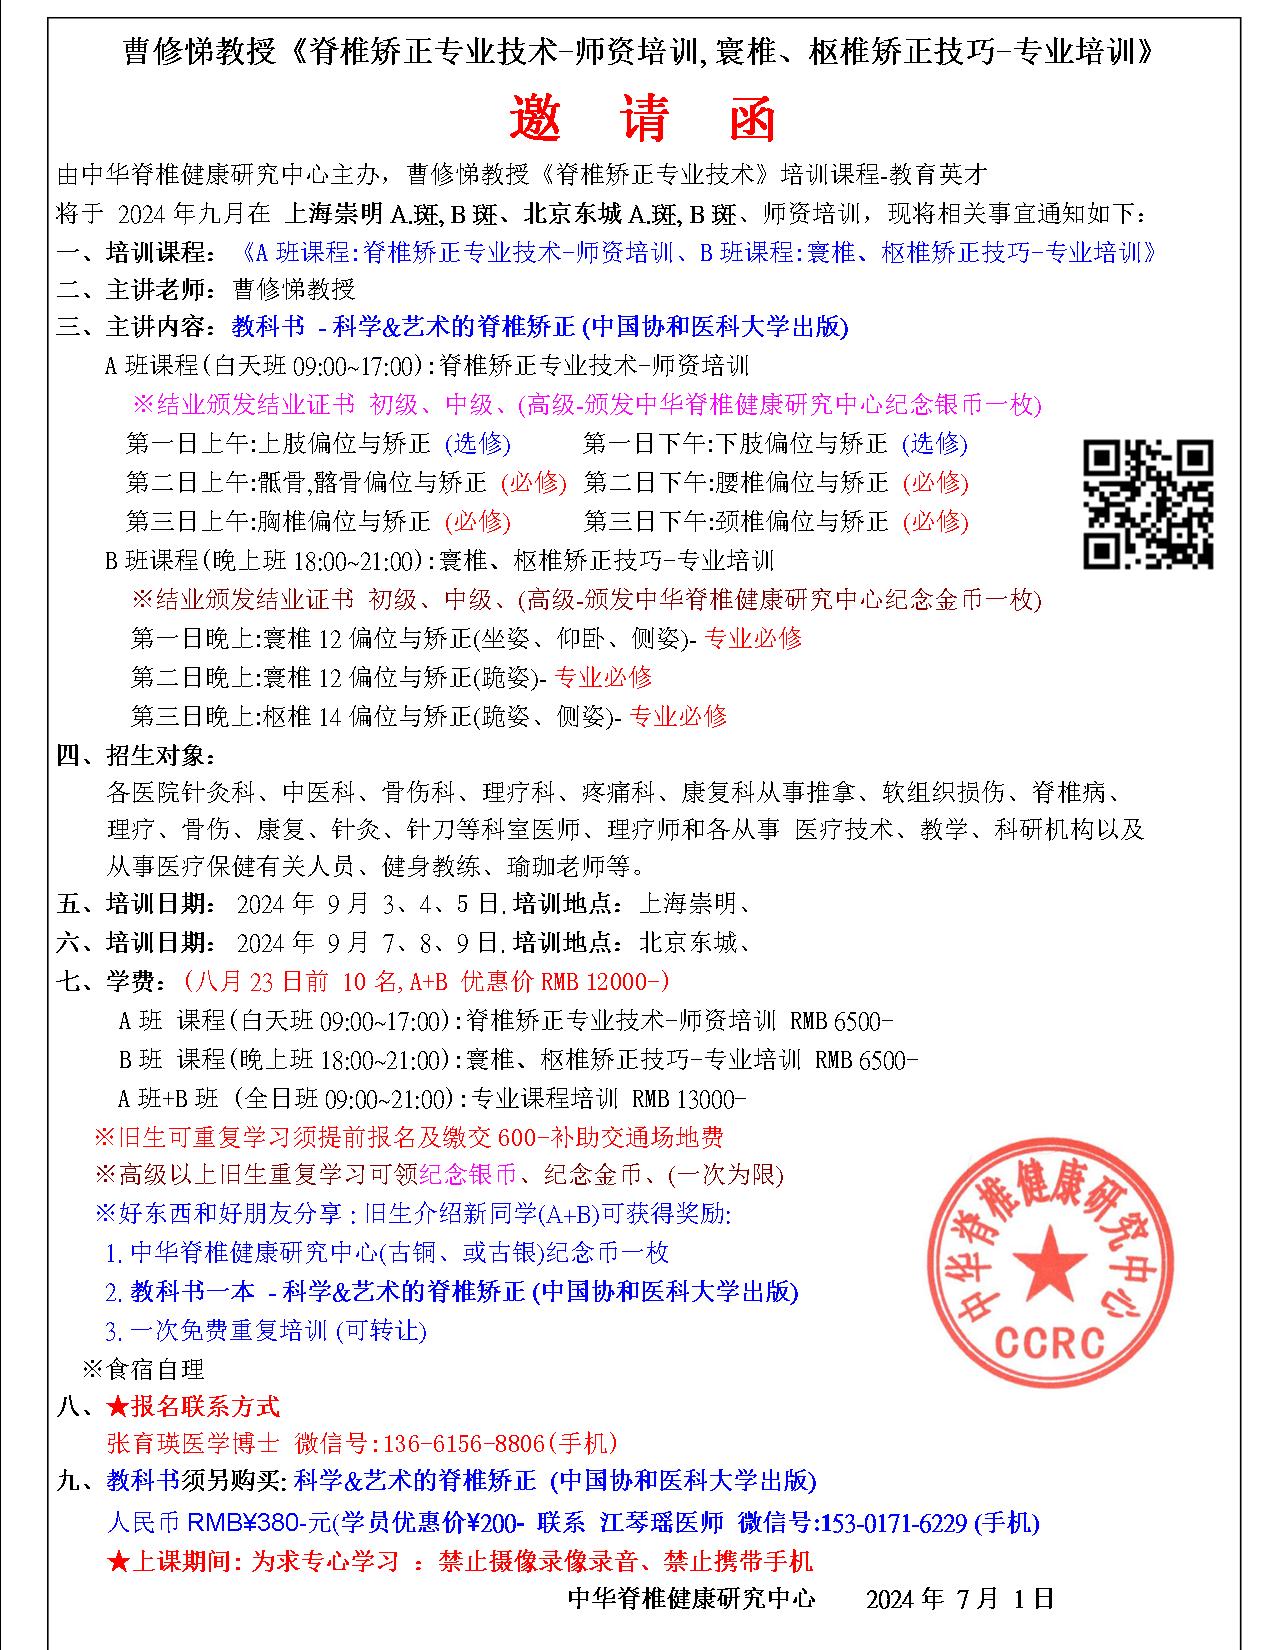 曹修悌教授《脊椎矫正专业技术-师资培训,寰椎、枢椎矫正技巧-专业培训》
邀 请 函
由中华脊椎健康研究中心主办，曹修悌教授《脊椎矫正专业技术》培训课程-教育英才
将于 2024 年九月在 上海崇明 A.斑, B 斑、北京东城 A.斑, B 斑、师资培训，现将相关事宜通知如下：
一、培训课程：《A 班课程:脊椎矫正专业技术-师资培训、B 班课程:寰椎、枢椎矫正技巧-专业培训》
二、主讲老师：曹修悌教授
三、主讲内容：教科书 - 科学&艺术的脊椎矫正 (中国协和医科大学出版)
A 班课程(白天班 09:00~17:00):脊椎矫正专业技术-师资培训
※结业颁发结业证书 初级、中级、(高级-颁发中华脊椎健康研究中心纪念银币一枚)
第一日上午:上肢偏位与矫正 (选修) 第一日下午:下肢偏位与矫正 (选修)
第二日上午:骶骨,髂骨偏位与矫正 (必修) 第二日下午:腰椎偏位与矫正 (必修)
第三日上午:胸椎偏位与矫正 (必修) 第三日下午:颈椎偏位与矫正 (必修)
B 班课程(晚上班 18:00~21:00):寰椎、枢椎矫正技巧-专业培训
※结业颁发结业证书 初级、中级、(高级-颁发中华脊椎健康研究中心纪念金币一枚)
第一日晚上:寰椎 12 偏位与矫正(坐姿、仰卧、侧姿)- 专业必修
第二日晚上:寰椎 12 偏位与矫正(跪姿)- 专业必修
第三日晚上:枢椎 14 偏位与矫正(跪姿、侧姿)- 专业必修
四、招生对象：
各医院针灸科、中医科、骨伤科、理疗科、疼痛科、康复科从事推拿、软组织损伤、脊椎病、
理疗、骨伤、康复、针灸、针刀等科室医师、理疗师和各从事 医疗技术、教学、科研机构以及
从事医疗保健有关人员、健身教练、瑜珈老师等。
五、培训日期： 2024 年 9 月 3、4、5 日.培训地点：上海崇明、
六、培训日期： 2024 年 9 月 7、8、9 日.培训地点：北京东城、
七、学费：(八月 23 日前 10 名, A+B 优惠价 RMB 12000-)
A 班 课程(白天班 09:00~17:00):脊椎矫正专业技术-师资培训 RMB 6500-
B 班 课程(晚上班 18:00~21:00):寰椎、枢椎矫正技巧-专业培训 RMB 6500-
A 班+B 班 (全日班 09:00~21:00):专业课程培训 RMB 13000-
※旧生可重复学习须提前报名及缴交 600-补助交通场地费
※高级以上旧生重复学习可领纪念银币、纪念金币、(一次为限)
※好东西和好朋友分享 : 旧生介绍新同学(A+B)可获得奖励:
1. 中华脊椎健康研究中心(古铜、或古银)纪念币一枚
2. 教科书一本 - 科学&艺术的脊椎矫正 (中国协和医科大学出版)
3. 一次免费重复培训 (可转让)
※食宿自理
中华脊椎健康研究中心
CCRC
八、★报名联系方式
张育瑛医学博士 微信号:136-6156-8806(手机)
九、教科书须另购买: 科学&艺术的脊椎矫正 (中国协和医科大学出版)
人民币 RMB¥380-元(学员优惠价¥200- 联系 江琴瑶医师 微信号:153-0171-6229 (手机)
★上课期间: 为求专心学习 ：禁止摄像录像录音、禁止携带手机
中华脊椎健康研究中心 2024 年 7 月 1 日